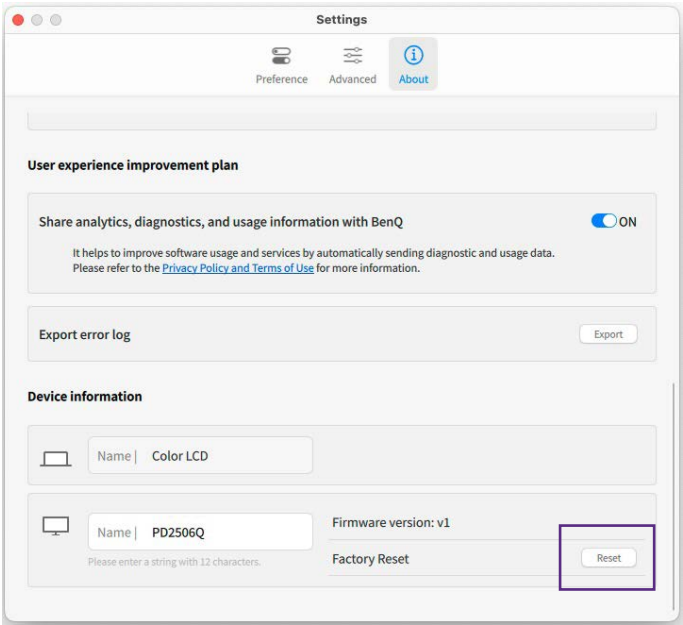 Settings
Preference
Advanced
About
User experience improvement plan
Share analytics, diagnostics, and usage information with BenQ
ON
It helps to improve software usage and services by automatically sending diagnostic and usage data.
Please refer to the Privacy Policy and Terms of Use for more information.
Export error log
Export
Device information
Name | Color LCD
Name | PD2506Q
Please enter a string with 12 characters.
Firmware version: v1
Factory Reset
Reset